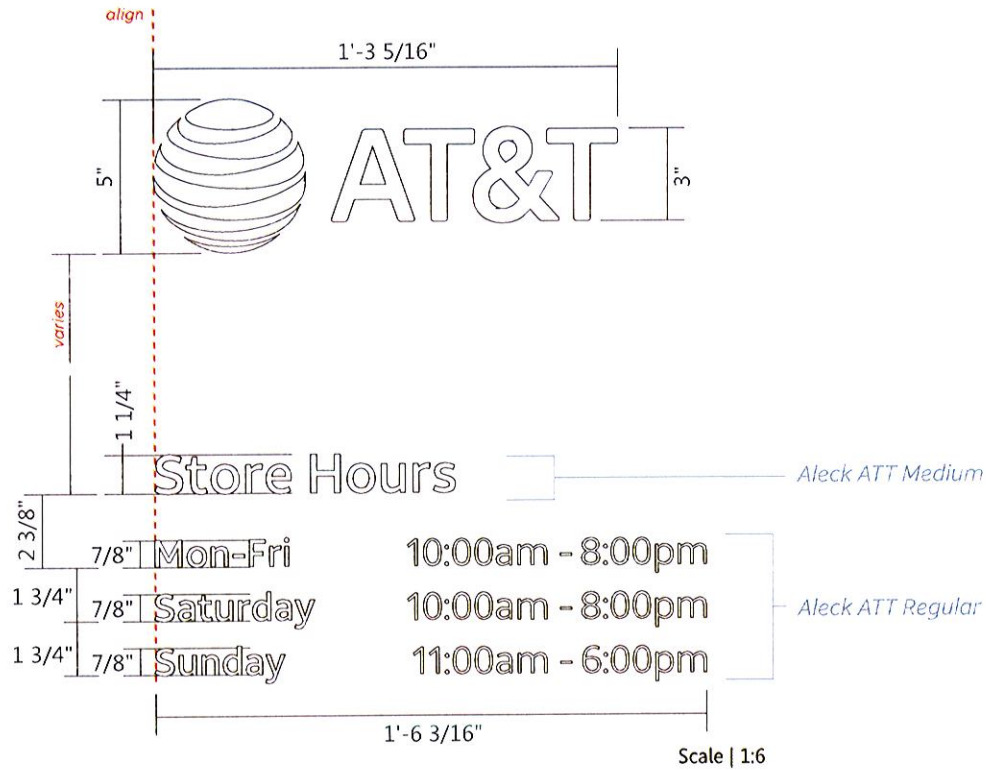 align
1'-3 5/16"
5"
AT&T
3"
varies
1 1/4"
Store Hours
Aleck ATT Medium
2 3/8"
7/8"
Mon-Fri 10:00am - 8:00pm
1 3/4"
7/8"
Saturday 10:00am - 8:00pm
Aleck ATT Regular
1 3/4"
7/8"
Sunday 11:00am - 6:00pm
1'-6 3/16"
Scale | 1:6